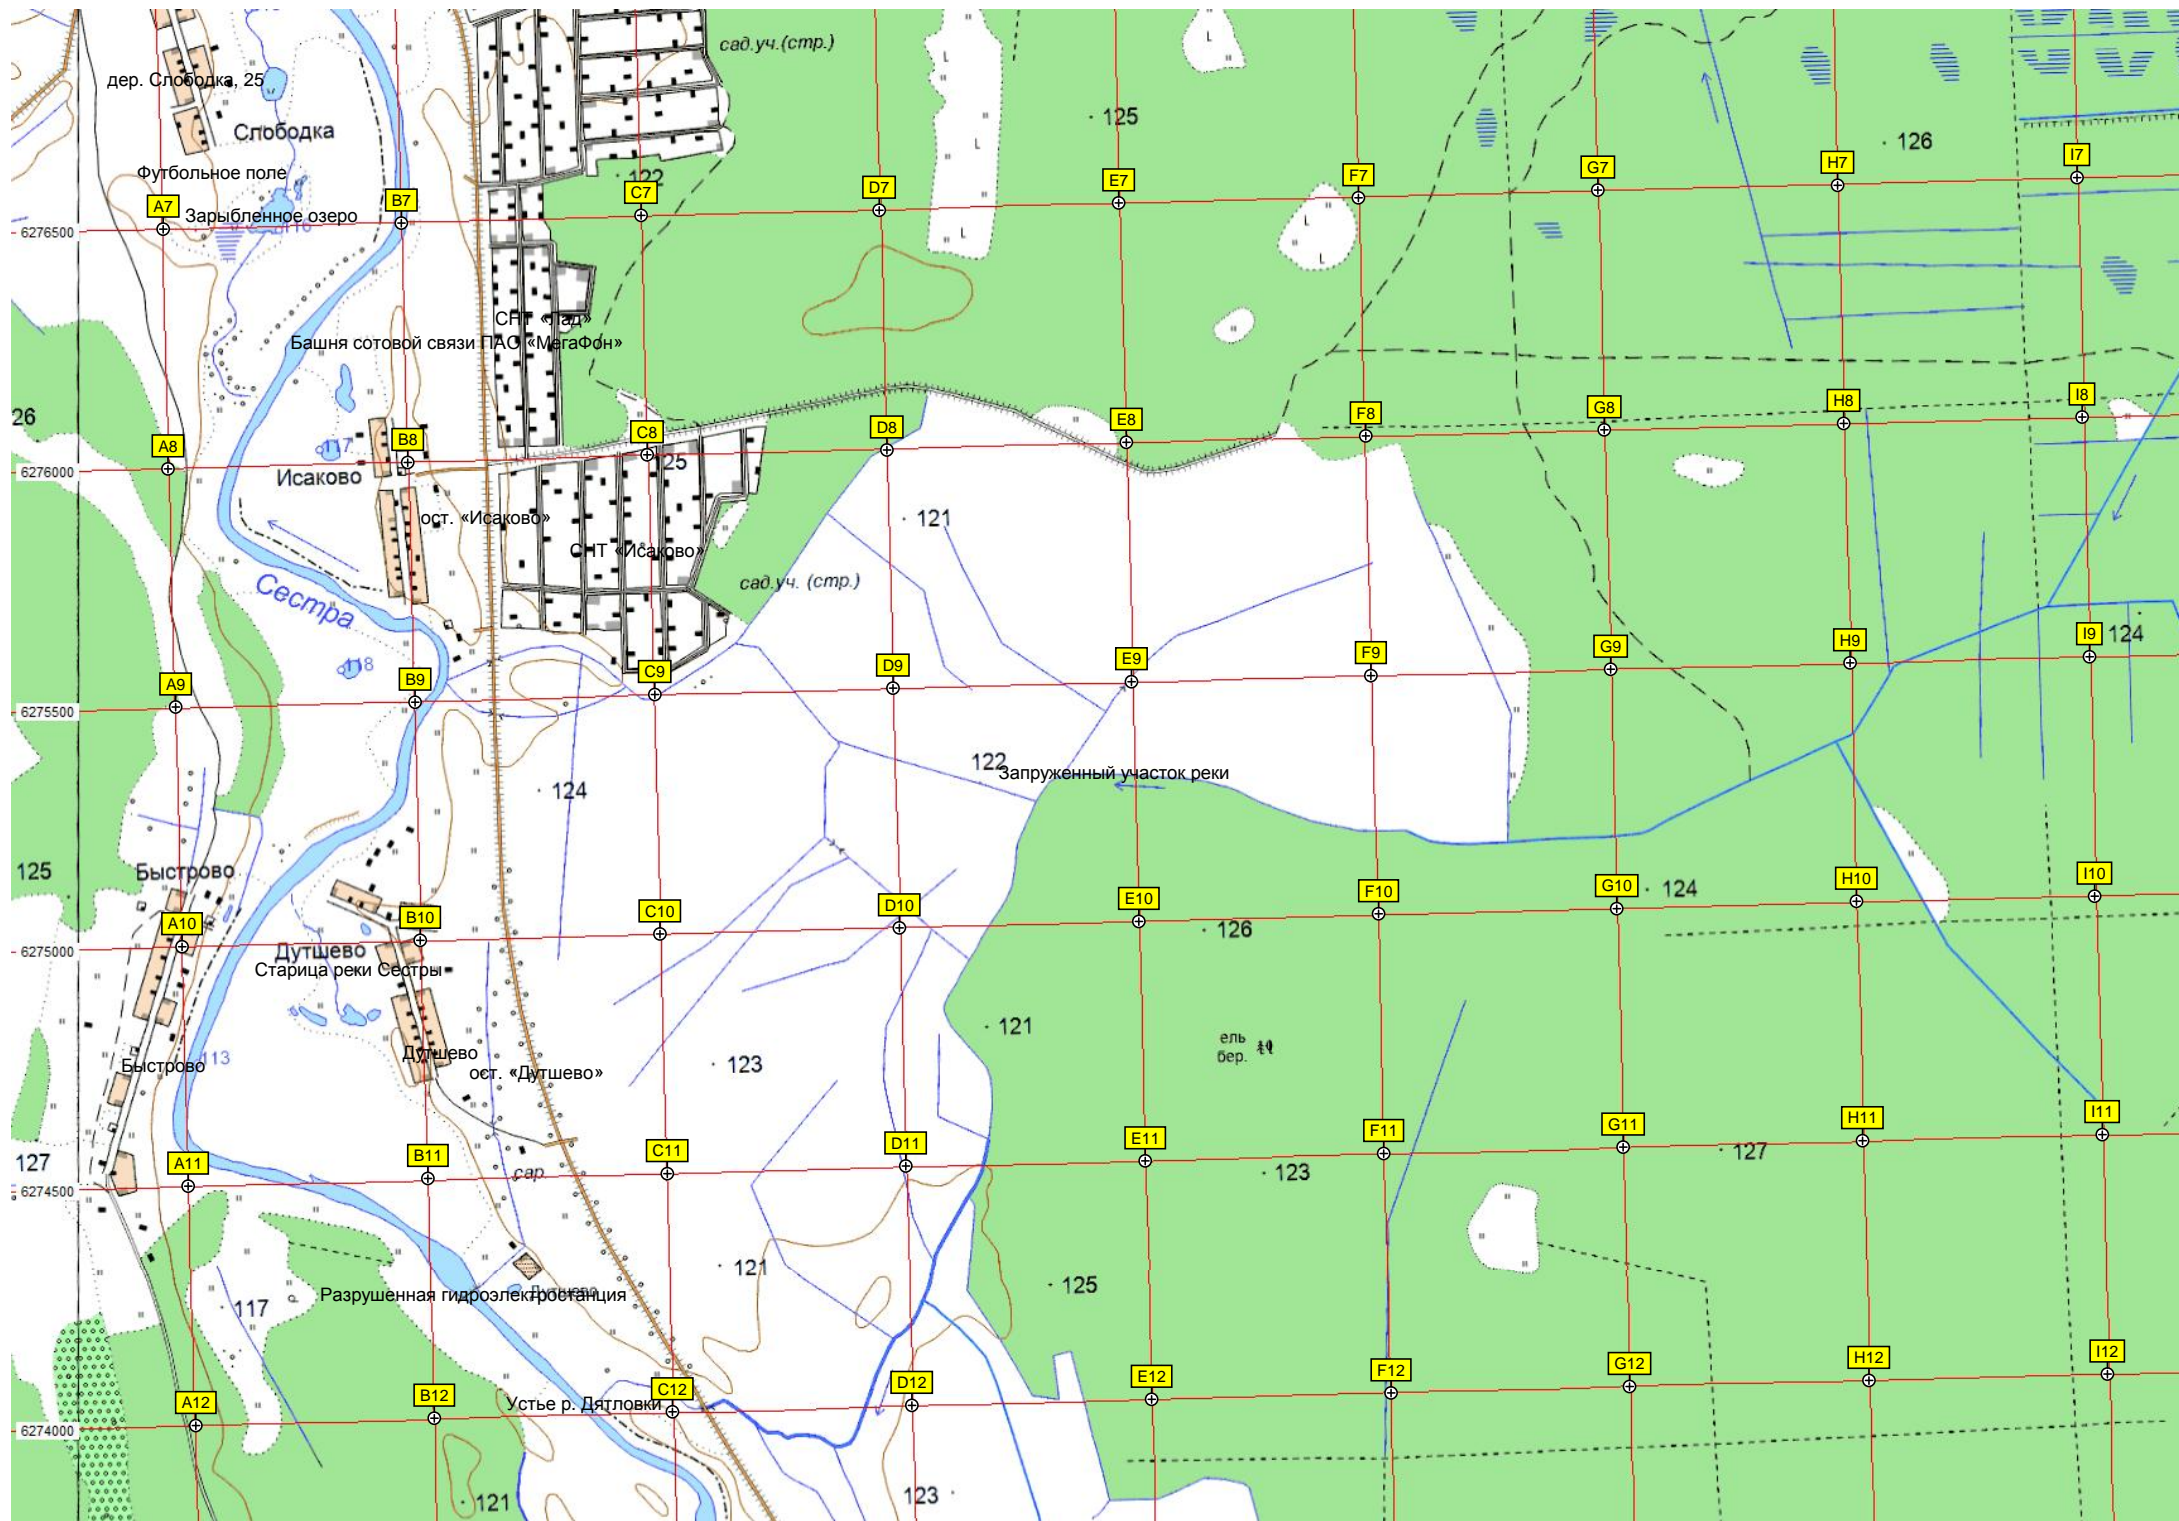 сад.уч.(стр.)
дер. Слободка, 25
125
Слободка
126
Футбольное поле
122
A7
B7
C7
D7
E7
F7
G7
H7
I7
Зарыбленное озеро
6276500
СНТ «Лад»
Башня сотовой связи ПАО «МегаФон»
26
A8
B8
C8
D8
E8
F8
G8
H8
I8
117
25
6276000
Исаково
ост. «Исаково»
121
СНТ «Исаково»
сад.уч. (стр.)
Сестра
118
124
A9
B9
C9
D9
E9
F9
G9
H9
I9
6275500
122
Запруженный участок реки
124
125
Быстрово
124
A10
B10
C10
D10
E10
F10
G10
H10
I10
126
6275000
Дутшево
Старица реки Сестры
121
ель
бер.
113
Быстрово
Дутшево
ост. «Дутшево»
123
127
A11
B11
C11
D11
E11
F11
G11
H11
I11
127
сар.
123
6274500
121
125
117
Разрушенная гидроэлектростанция
Дутшево
A12
B12
C12
D12
E12
F12
G12
H12
I12
Устье р. Дятловки
6274000
121
123